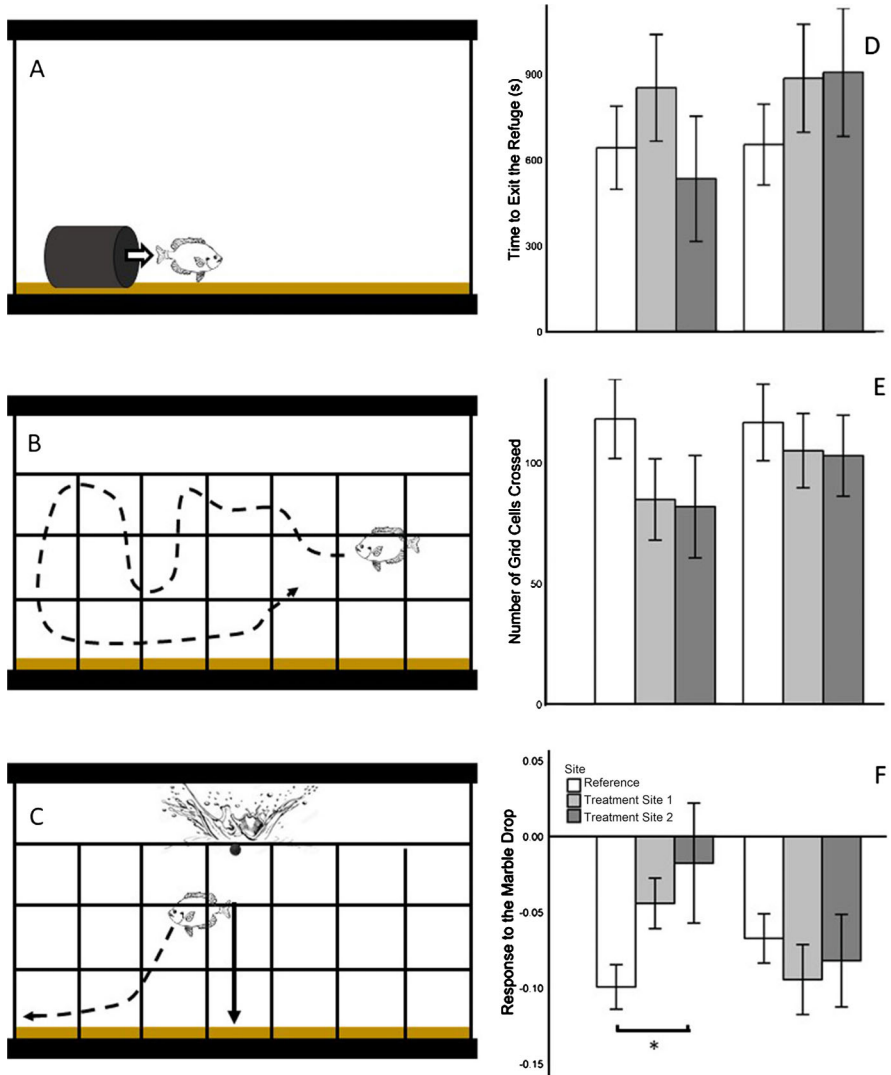 A
D
Time to Exit the Refuge (s)
900
600
300
0
B
E
Number of Grid Cells Crossed
100
50
0
C
F
Response to the Marble Drop
0.05
0.00
-0.05
-0.10
-0.15
Site
Reference
Treatment Site 1
Treatment Site 2
*